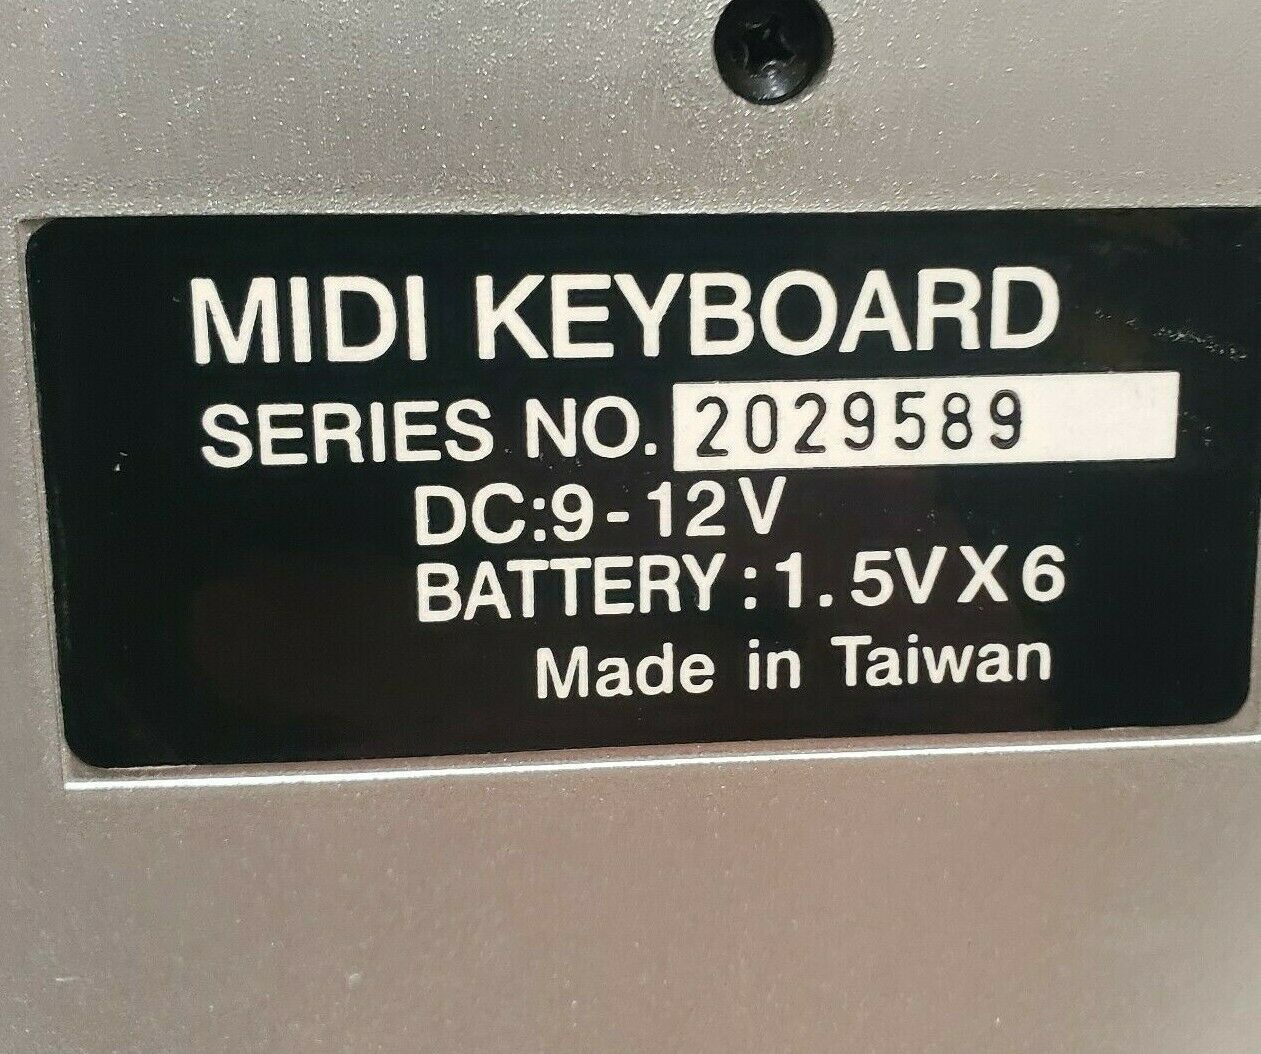 MIDI KEYBOARD
SERIES NO. 2029589
DC:9-12V
BATTERY:1.5VX6
Made in Taiwan